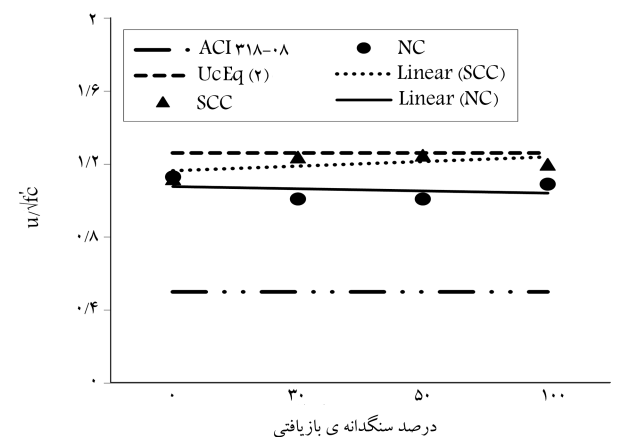 ۲
ACI ۳۱۸-۰۸
NC
UcEq (۲)
Linear (SCC)
SCC
Linear (NC)
۱/۶
۱/۲
۰/۸
۰/۴
۰
u/√f'c
۰ ۳۰ ۵۰ ۱۰۰
درصد سنگدانه ی بازیافتی